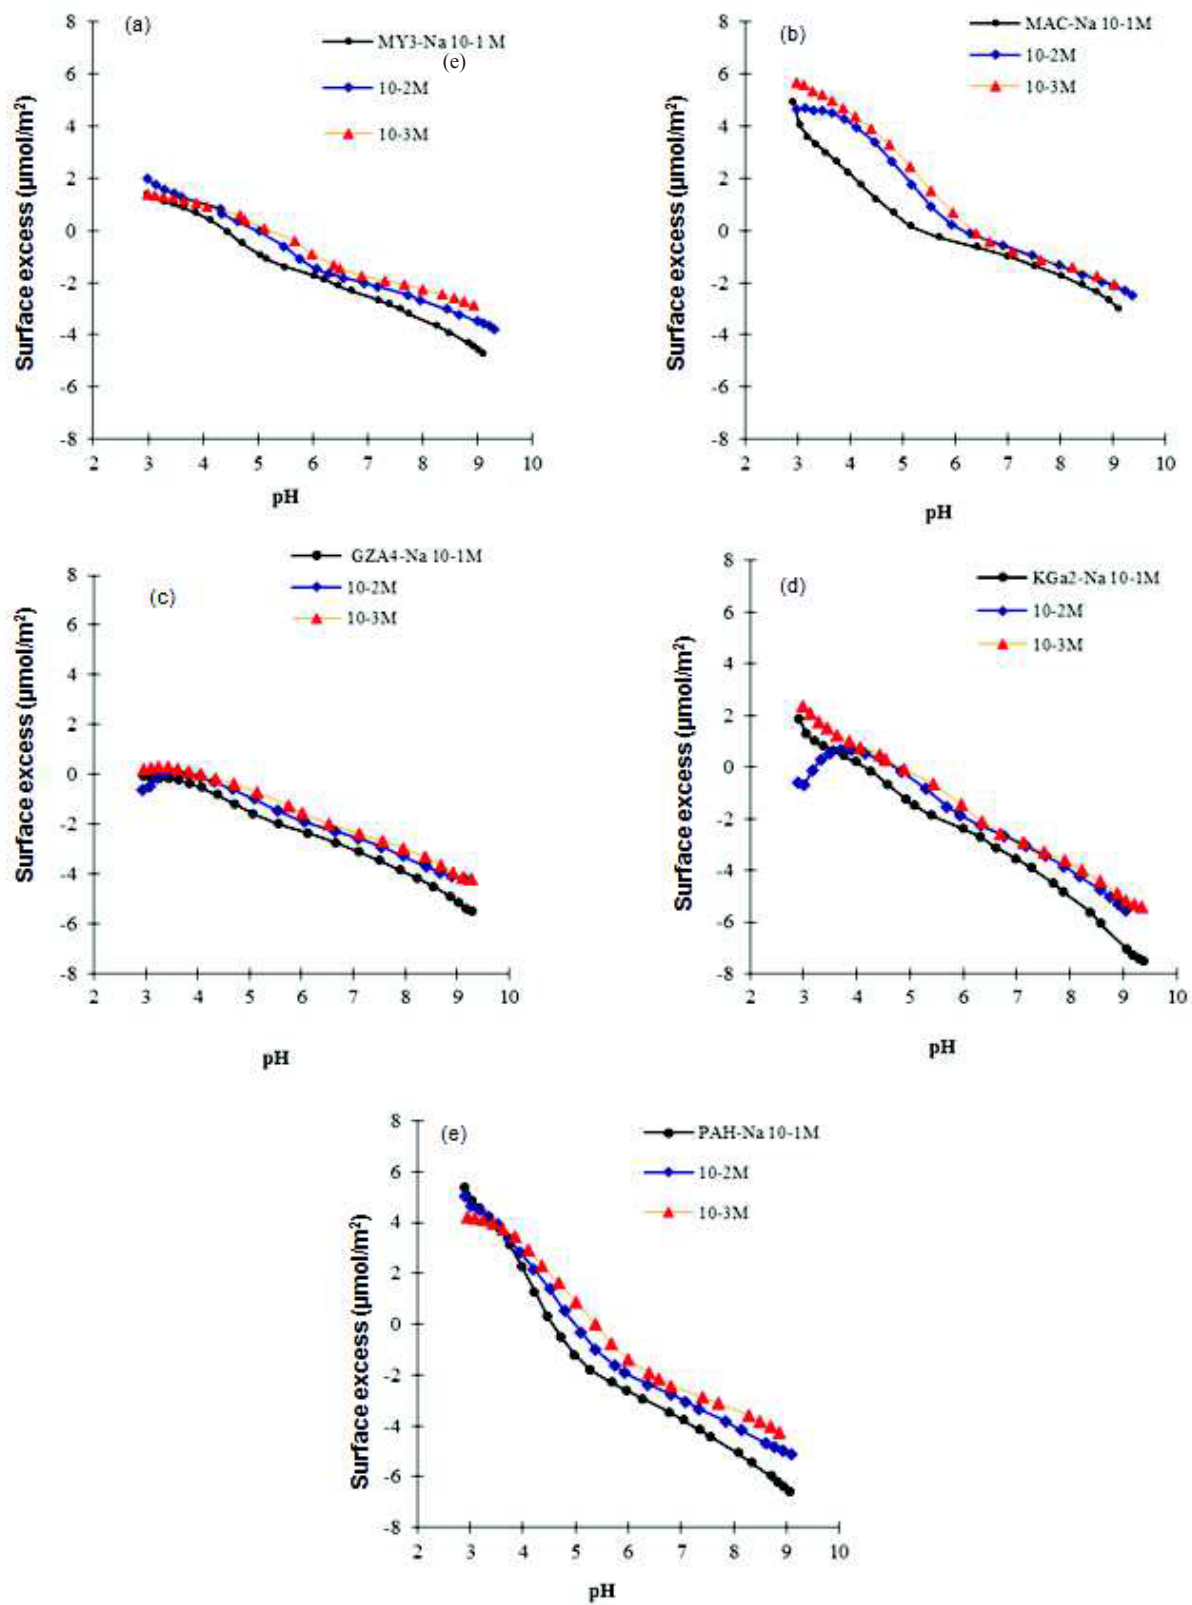 (a)
MY3-Na 10-1 M
(e)
10-2M
10-3M
Surface excess (µmol/m²)
8
6
4
2
0
-2
-4
-6
-8
2 3 4 5 6 7 8 9 10
pH
(b)
MAC-Na 10-1M
10-2M
10-3M
Surface excess (µmol/m²)
8
6
4
2
0
-2
-4
-6
-8
2 3 4 5 6 7 8 9 10
pH
(c)
GZA4-Na 10-1M
10-2M
10-3M
Surface excess (µmol/m²)
8
6
4
2
0
-2
-4
-6
-8
2 3 4 5 6 7 8 9 10
pH
(d)
KGa2-Na 10-1M
10-2M
10-3M
Surface excess (µmol/m²)
8
6
4
2
0
-2
-4
-6
-8
2 3 4 5 6 7 8 9 10
pH
(e)
PAH-Na 10-1M
10-2M
10-3M
Surface excess (µmol/m²)
8
6
4
2
0
-2
-4
-6
-8
2 3 4 5 6 7 8 9 10
pH